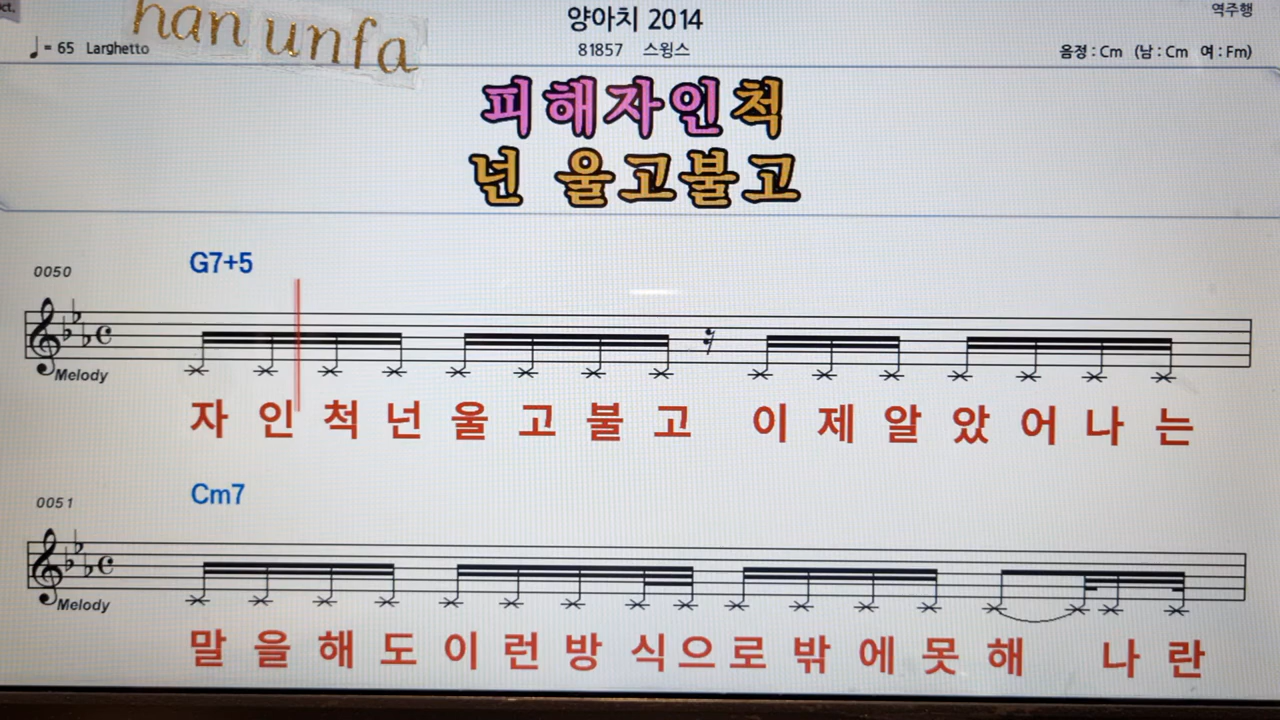 ct.
han unfa
양아치 2014
역주행
♩= 65 Larghetto
81857 스윙스
음정 : Cm (남 : Cm 여 : Fm)
피해자인척
넌 울고불고
0050
G7+5
Melody
자 인 척 넌 울 고 불 고 이 제 알 았 어 나 는
0051
Cm7
Melody
말 을 해 도 이 런 방 식 으 로 밖 에 못 해 나 란